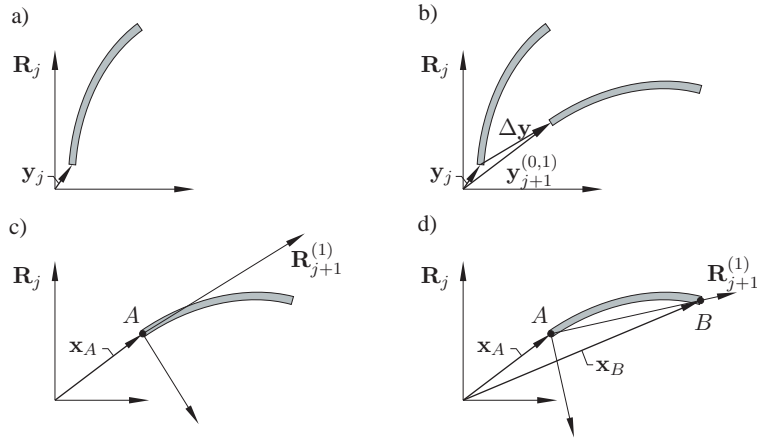 a)
R_j
y_j
b)
R_j
Δy
y_j
y_{j+1}^{(0,1)}
c)
R_j
R_{j+1}^{(1)}
A
x_A
d)
R_j
R_{j+1}^{(1)}
A
B
x_A
x_B